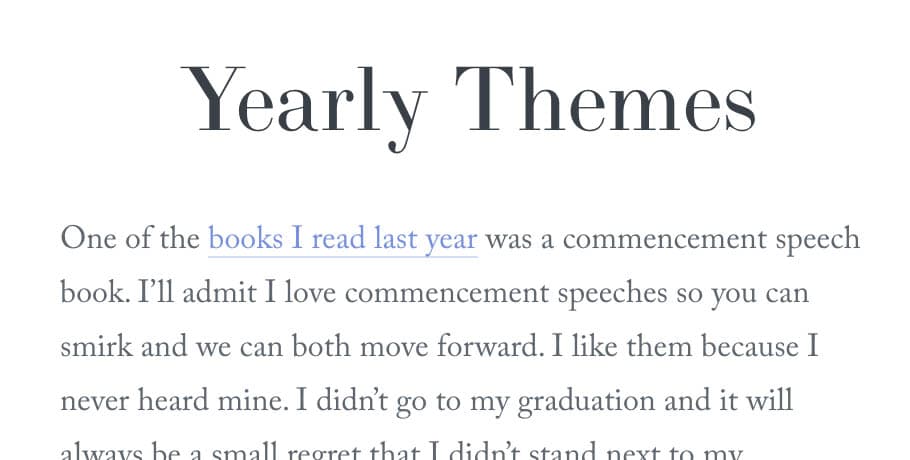 Yearly Themes
One of the books I read last year was a commencement speech
book. I’ll admit I love commencement speeches so you can
smirk and we can both move forward. I like them because I
never heard mine. I didn’t go to my graduation and it will
always be a small regret that I didn’t stand next to my